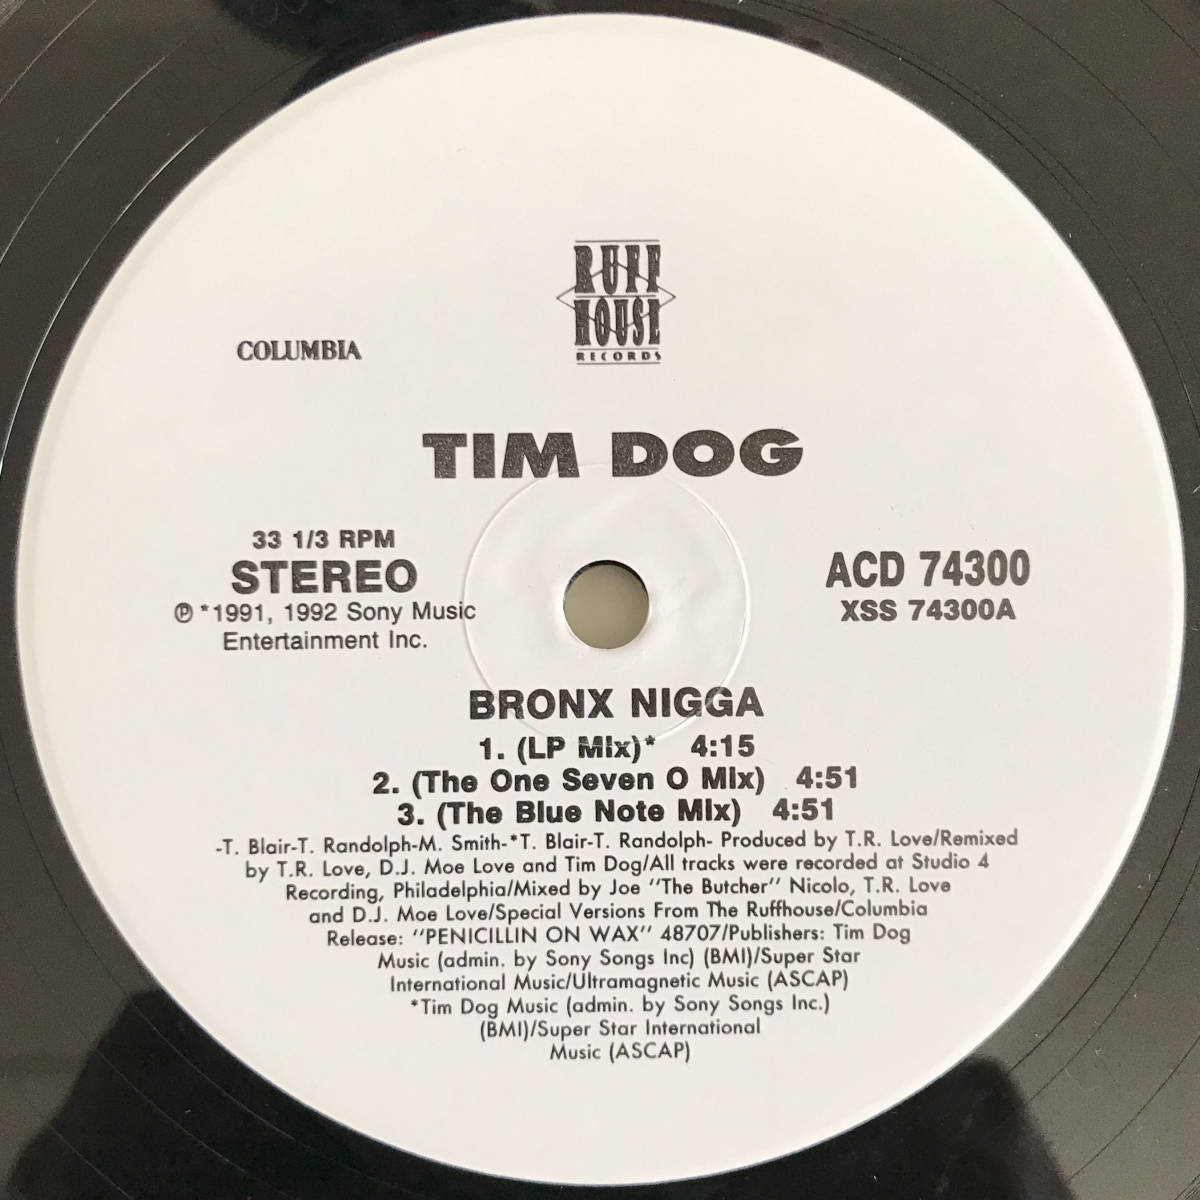 RUFF
HOUSE
RECORDS
COLUMBIA
TIM DOG
33 1/3 RPM
STEREO
℗ *1991, 1992 Sony Music
Entertainment Inc.
ACD 74300
XSS 74300A
BRONX NIGGA
1. (LP Mix)* 4:15
2. (The One Seven O Mix) 4:51
3. (The Blue Note Mix) 4:51
-T. Blair-T. Randolph-M. Smith-*T. Blair-T. Randolph- Produced by T.R. Love/Remixed
by T.R. Love, D.J. Moe Love and Tim Dog/All tracks were recorded at Studio 4
Recording, Philadelphia/Mixed by Joe "The Butcher" Nicolo, T.R. Love
and D.J. Moe Love/Special Versions From The Ruffhouse/Columbia
Release: "PENICILLIN ON WAX" 48707/Publishers: Tim Dog
Music (admin. by Sony Songs Inc) (BMI)/Super Star
International Music/Ultramagnetic Music (ASCAP)
*Tim Dog Music (admin. by Sony Songs Inc.)
(BMI)/Super Star International
Music (ASCAP)